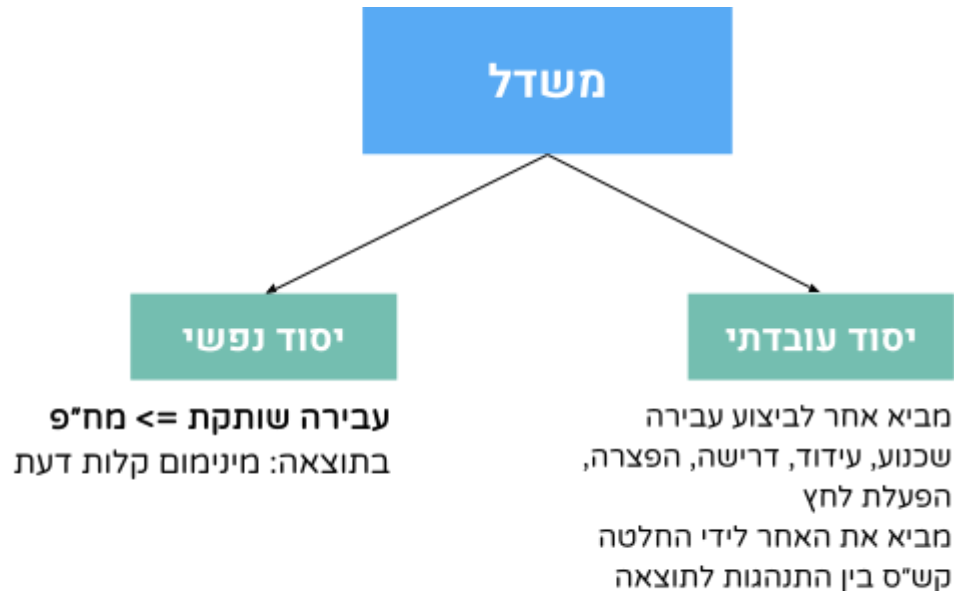 משדל
יסוד עובדתי
מביא אחר לביצוע עבירה
שכנוע, עידוד, דרישה, הפצרה,
הפעלת לחץ
מביא את האחר לידי החלטה
קש״ס בין התנהגות לתוצאה
יסוד נפשי
עבירה שותקת => מח״פ
בתוצאה: מינימום קלות דעת